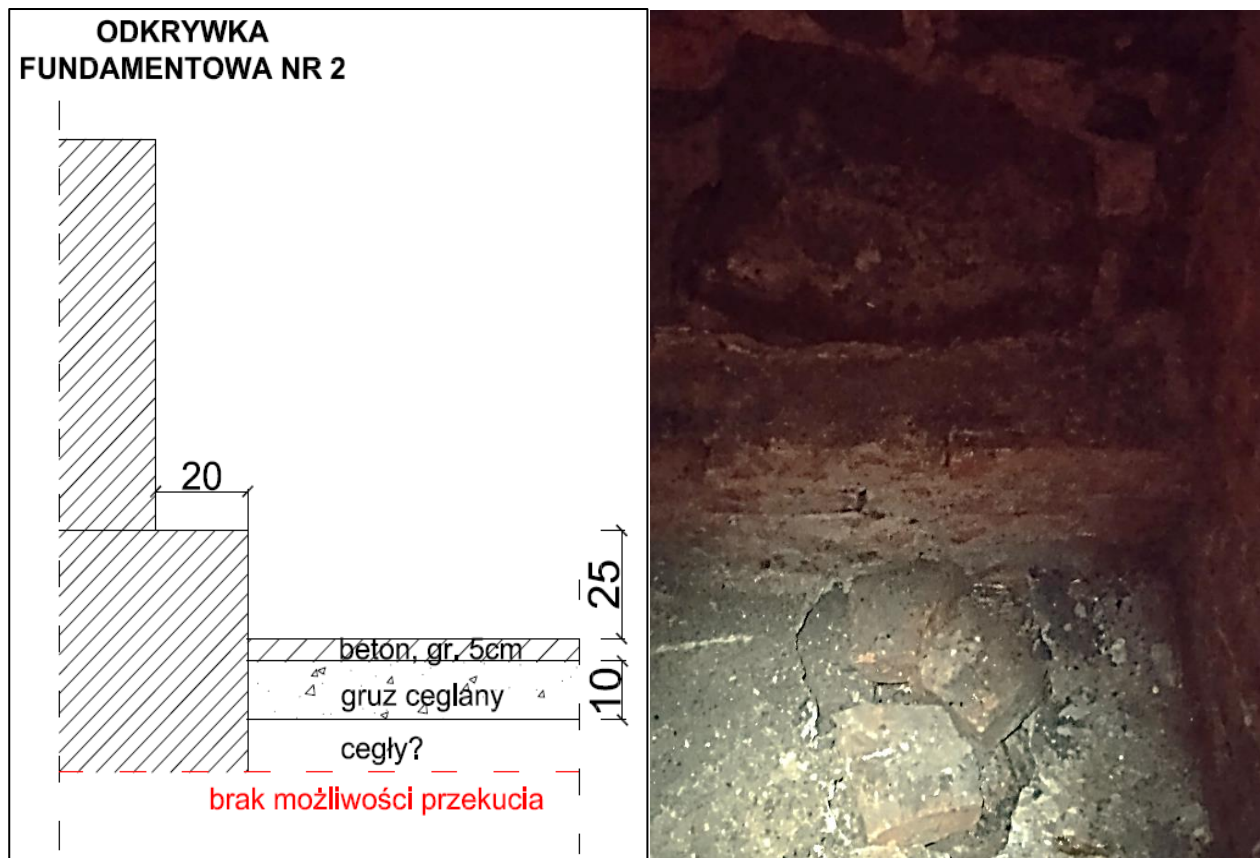 ODKRYWKA
FUNDAMENTOWA NR 2
20
25
beton, gr. 5cm
10
gruz ceglany
cegły?
brak możliwości przekucia